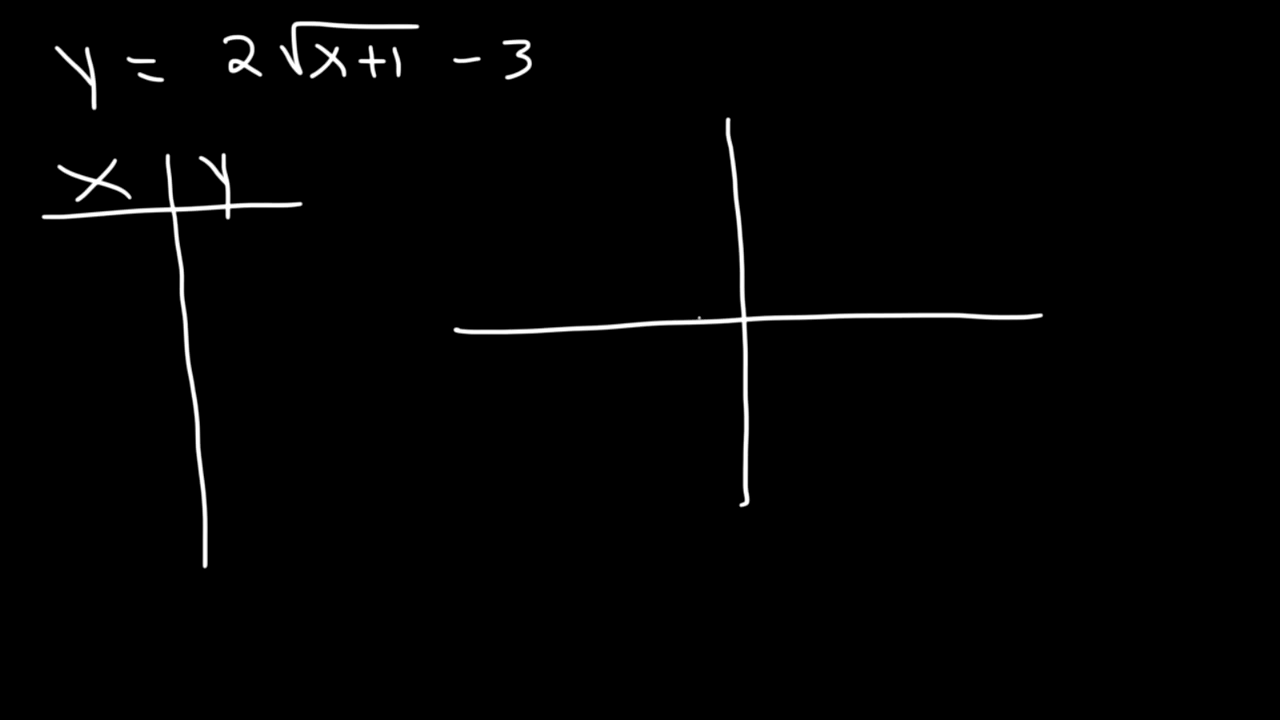 y = 2√(x+1) - 3
x | y